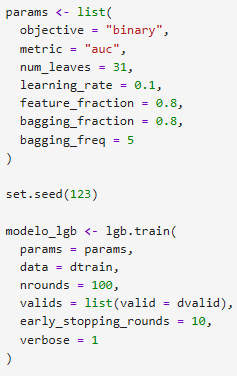 params <- list(
  objective = "binary",
  metric = "auc",
  num_leaves = 31,
  learning_rate = 0.1,
  feature_fraction = 0.8,
  bagging_fraction = 0.8,
  bagging_freq = 5
)

set.seed(123)

modelo_lgb <- lgb.train(
  params = params,
  data = dtrain,
  nrounds = 100,
  valids = list(valid = dvalid),
  early_stopping_rounds = 10,
  verbose = 1
)